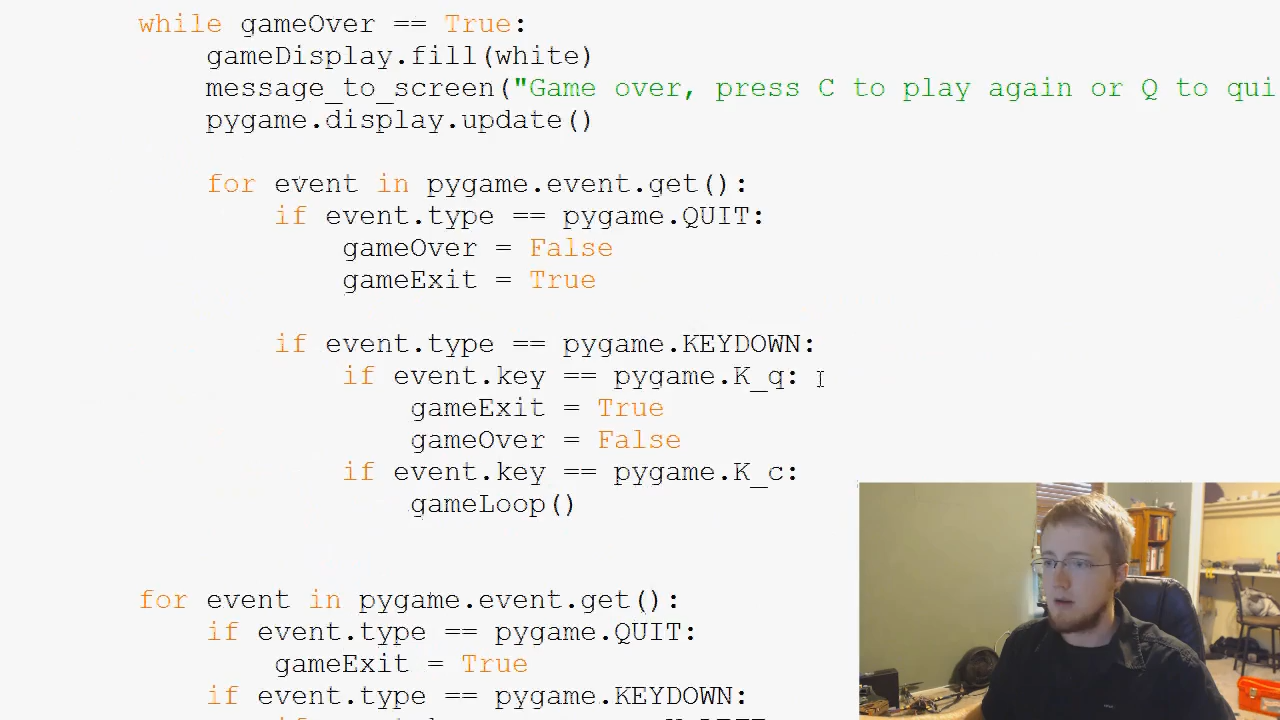 while gameOver == True:
gameDisplay.fill(white)
message_to_screen("Game over, press C to play again or Q to qui
pygame.display.update()
for event in pygame.event.get():
if event.type == pygame.QUIT:
gameOver = False
gameExit = True
if event.type == pygame.KEYDOWN:
if event.key == pygame.K_q:
gameExit = True
gameOver = False
if event.key == pygame.K_c:
gameLoop()
for event in pygame.event.get():
if event.type == pygame.QUIT:
gameExit = True
if event.type == pygame.KEYDOWN: